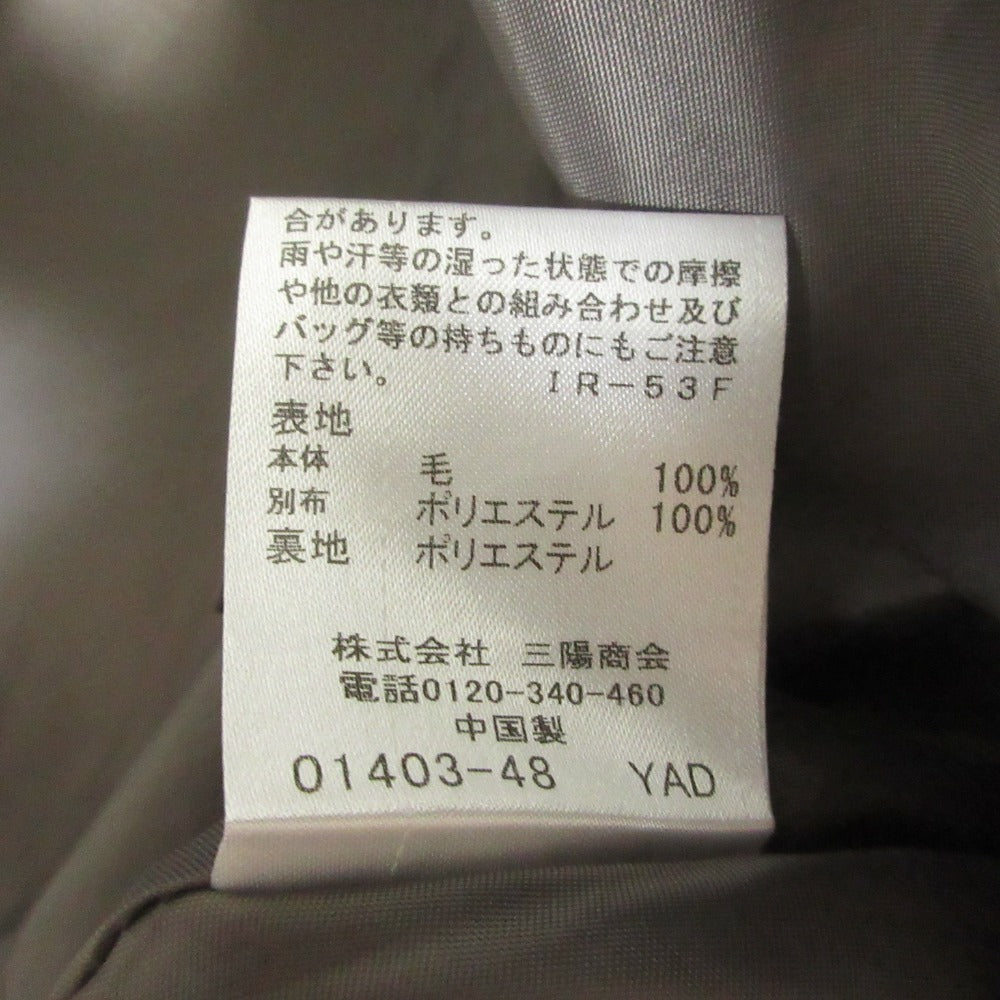 合があります。
雨や汗等の湿った状態での摩擦
や他の衣類との組み合わせ及び
バッグ等の持ちものにもご注意
下さい。 IR-53F
表地
本体 毛 100%
別布 ポリエステル 100%
裏地 ポリエステル
株式会社 三陽商会
電話0120-340-460
中国製
01403-48 YAD